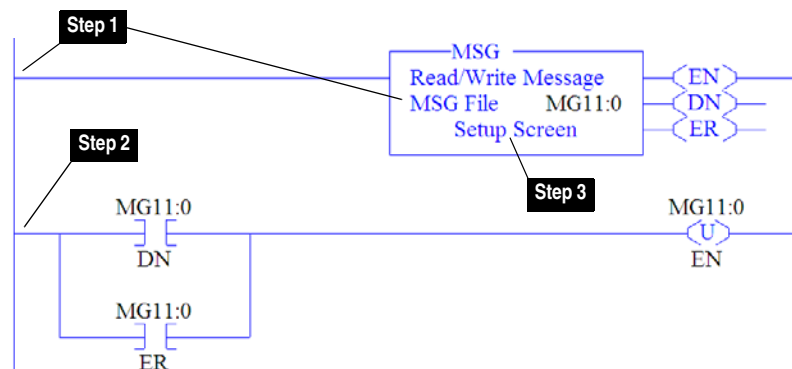 Step 1
MSG
Read/Write Message
EN
MSG File MG11:0
DN
Setup Screen
ER
Step 2
Step 3
MG11:0
MG11:0
U
DN
EN
MG11:0
ER